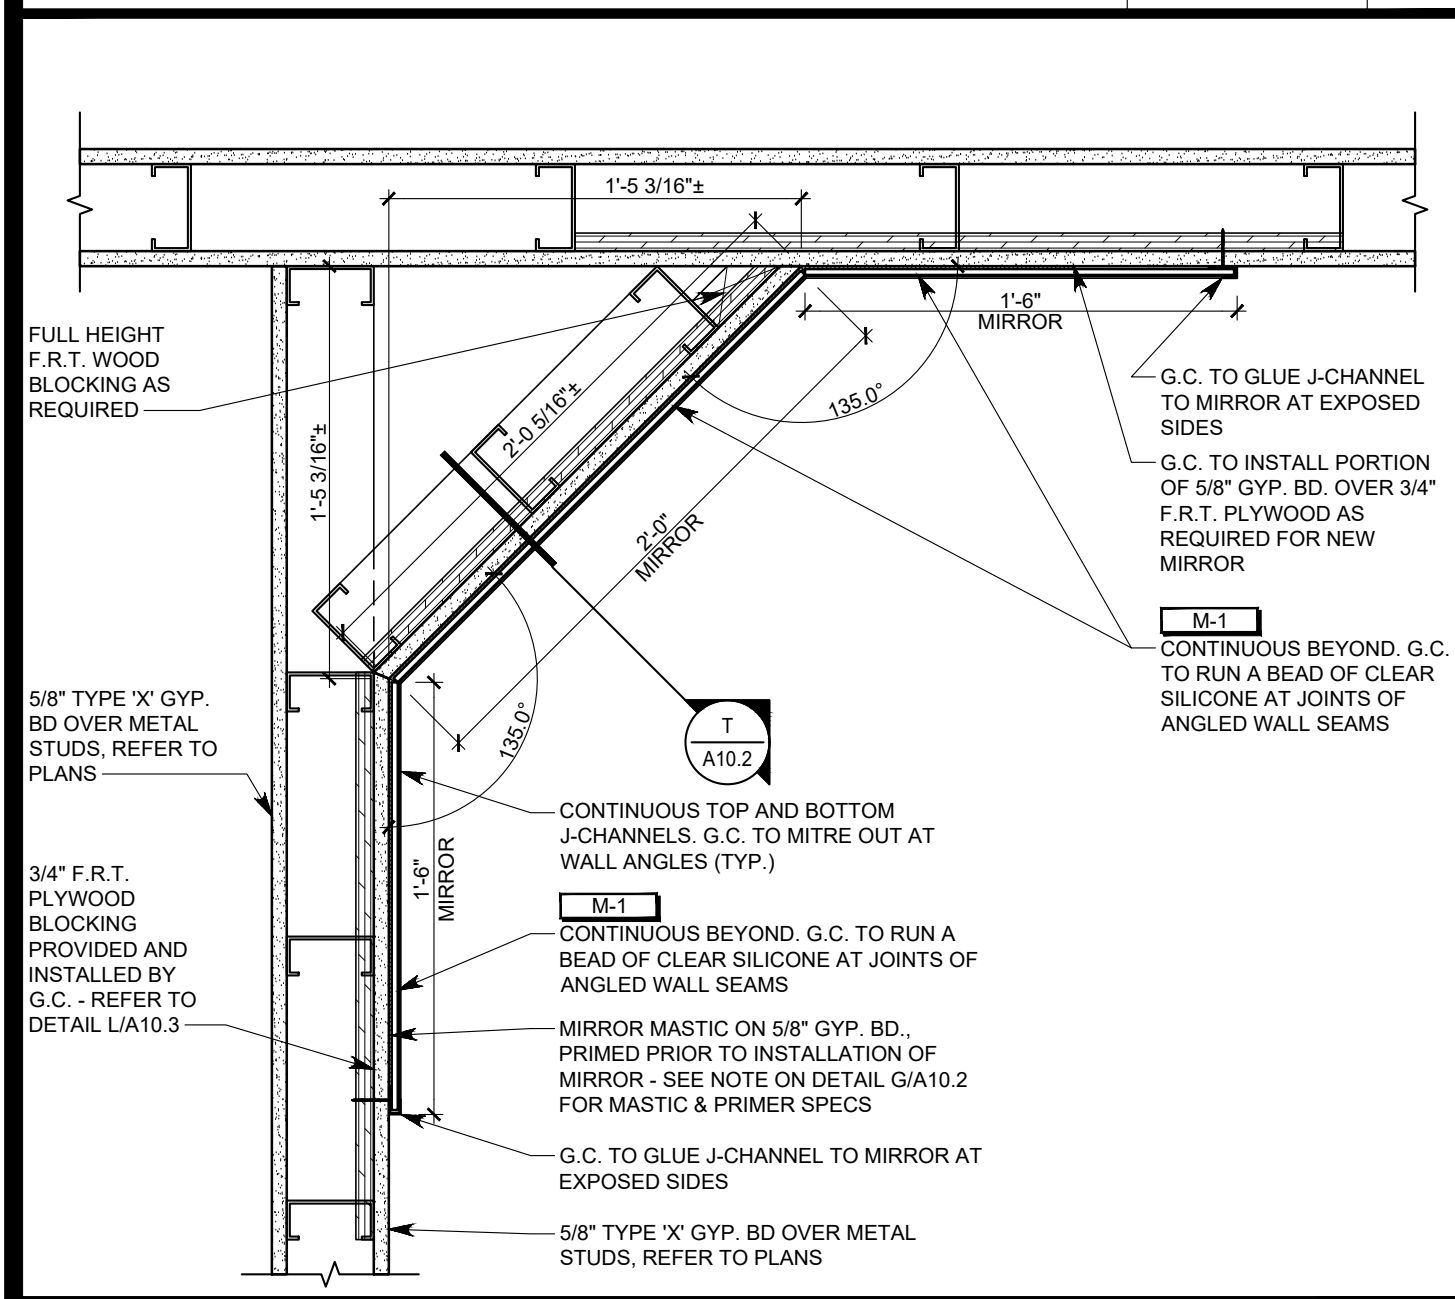 1'-5 3/16"±
1'-6"
MIRROR
FULL HEIGHT
F.R.T. WOOD
BLOCKING AS
REQUIRED
1'-5 3/16"±
2'-0 5/16"±
135.0°
2'-0"
MIRROR
G.C. TO GLUE J-CHANNEL
TO MIRROR AT EXPOSED
SIDES
G.C. TO INSTALL PORTION
OF 5/8" GYP. BD. OVER 3/4"
F.R.T. PLYWOOD AS
REQUIRED FOR NEW
MIRROR
M-1
CONTINUOUS BEYOND. G.C.
TO RUN A BEAD OF CLEAR
SILICONE AT JOINTS OF
ANGLED WALL SEAMS
5/8" TYPE 'X' GYP.
BD OVER METAL
STUDS, REFER TO
PLANS
135.0°
T
A10.2
3/4" F.R.T.
PLYWOOD
BLOCKING
PROVIDED AND
INSTALLED BY
G.C. - REFER TO
DETAIL L/A10.3
1'-6"
MIRROR
CONTINUOUS TOP AND BOTTOM
J-CHANNELS. G.C. TO MITRE OUT AT
WALL ANGLES (TYP.)
M-1
CONTINUOUS BEYOND. G.C. TO RUN A
BEAD OF CLEAR SILICONE AT JOINTS OF
ANGLED WALL SEAMS
MIRROR MASTIC ON 5/8" GYP. BD.,
PRIMED PRIOR TO INSTALLATION OF
MIRROR - SEE NOTE ON DETAIL G/A10.2
FOR MASTIC & PRIMER SPECS
G.C. TO GLUE J-CHANNEL TO MIRROR AT
EXPOSED SIDES
5/8" TYPE 'X' GYP. BD OVER METAL
STUDS, REFER TO PLANS